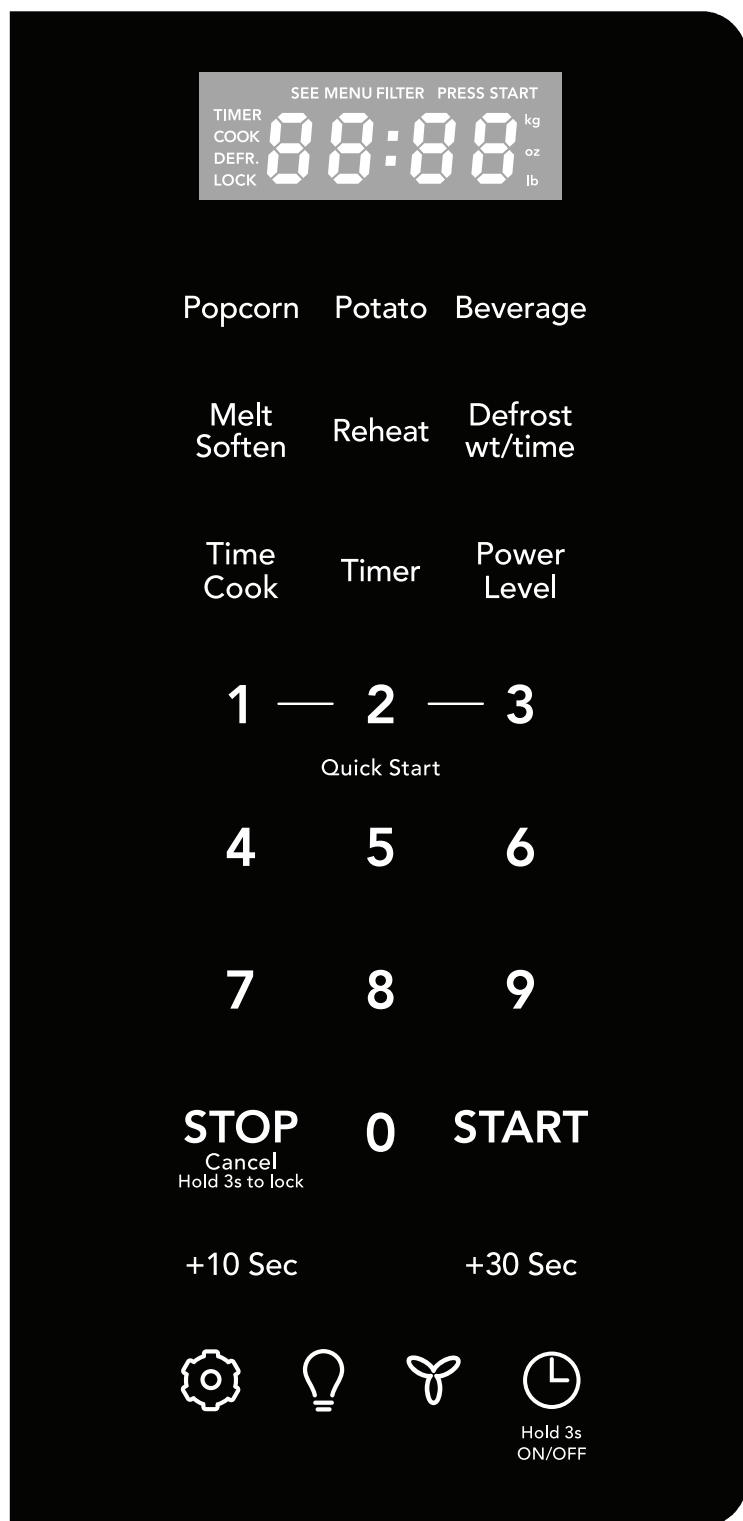 SEE MENU FILTER PRESS START
TIMER
COOK
DEFR.
LOCK
88:88
kg
oz
lb
Popcorn Potato Beverage
Melt
Soften
Reheat
Defrost
wt/time
Time
Cook
Timer
Power
Level
1 — 2 — 3
Quick Start
4 5 6
7 8 9
STOP
Cancel
Hold 3s to lock
0
START
+10 Sec +30 Sec
Hold 3s
ON/OFF